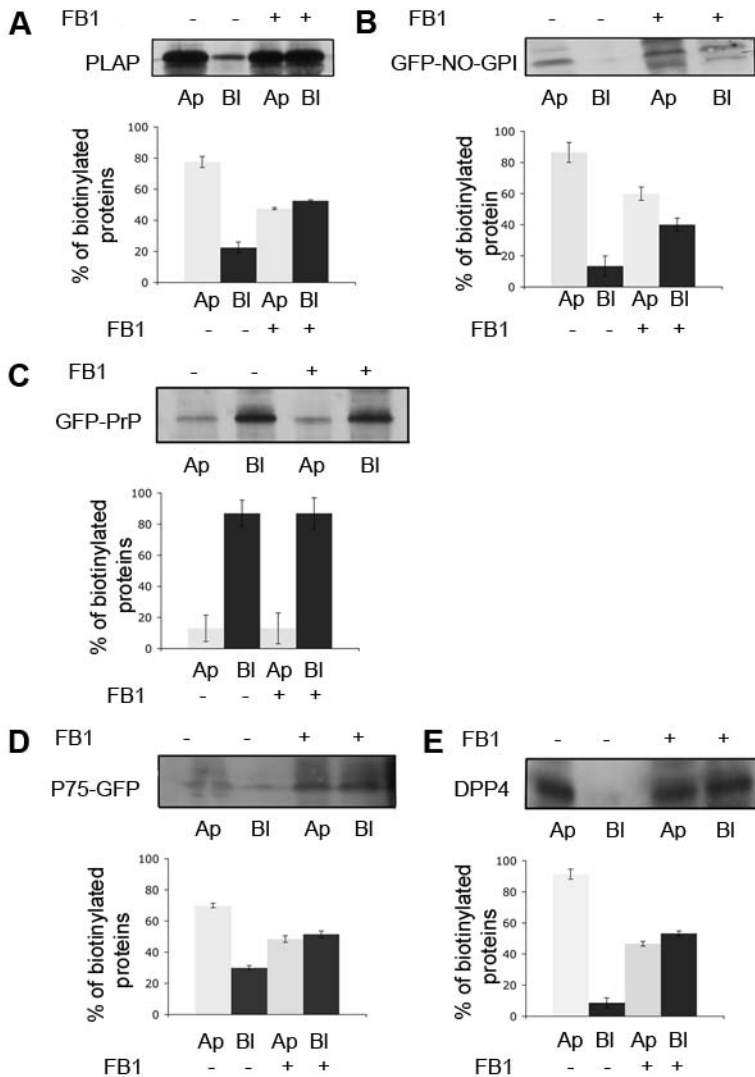 A
FB1 - - + +
PLAP
Ap Bl Ap Bl
% of biotinylated proteins
100
80
60
40
20
0
Ap Bl Ap Bl
FB1 - - + +
B
FB1 - - + +
GFP-NO-GPI
Ap Bl Ap Bl
% of biotinylated protein
100
80
60
40
20
0
Ap Bl Ap Bl
FB1 - - + +
C
FB1 - - + +
GFP-PrP
Ap Bl Ap Bl
% of biotinylated proteins
100
80
60
40
20
0
Ap Bl Ap Bl
FB1 - - + +
D
FB1 - - + +
P75-GFP
Ap Bl Ap Bl
% of biotinylated proteins
100
80
60
40
20
0
Ap Bl Ap Bl
FB1 - - + +
E
FB1 - - + +
DPP4
Ap Bl Ap Bl
% of biotinylated proteins
100
80
60
40
20
0
Ap Bl Ap Bl
FB1 - - + +